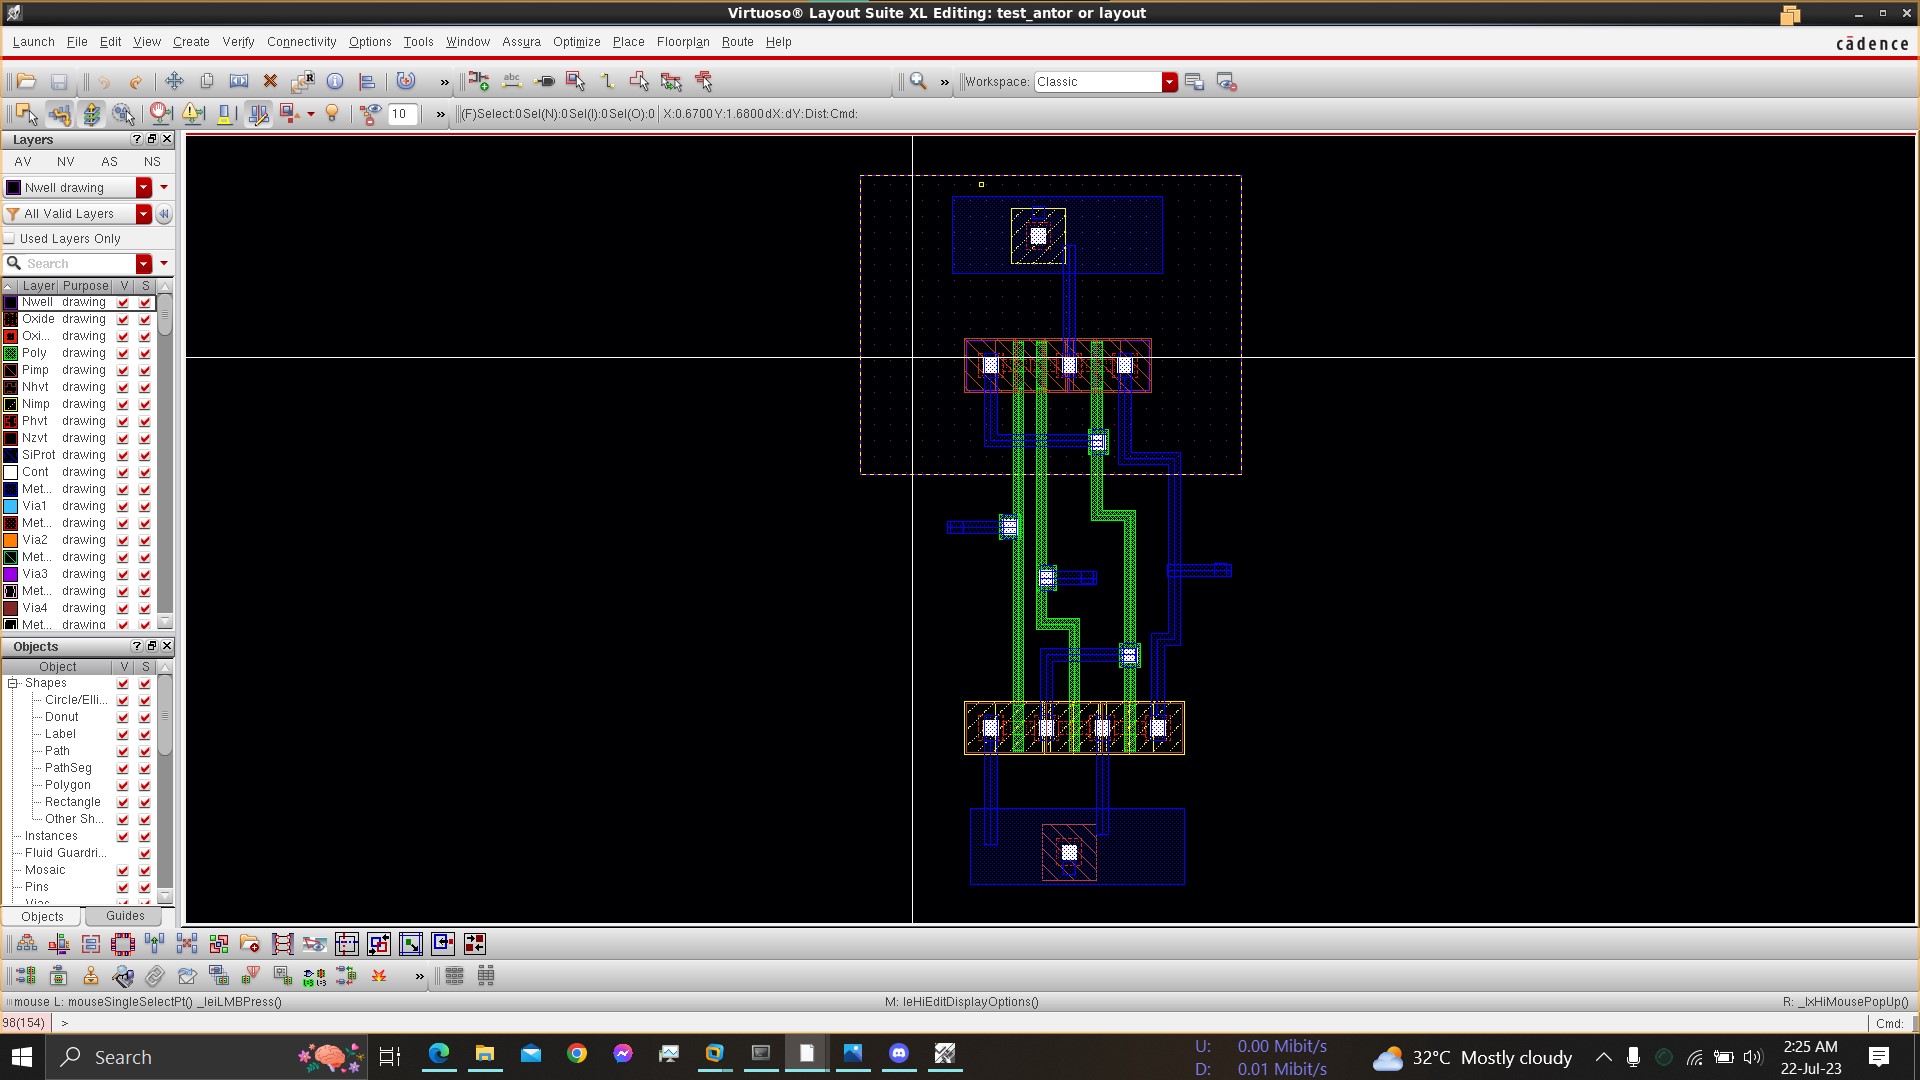 Virtuoso® Layout Suite XL Editing: test_antor or layout
Launch File Edit View Create Verify Connectivity Options Tools Window Assura Optimize Place Floorplan Route Help
cādence
Workspace: Classic
10 (F)Select:0 Sel(N):0 Sel(I):0 Sel(O):0 X:0.6700 Y:1.6800 dX: dY: Dist: Cmd:
Layers
AV NV AS NS
Nwell drawing
All Valid Layers
Used Layers Only
Search
Layer Purpose V S
Nwell drawing
Oxide drawing
Oxi... drawing
Poly drawing
Pimp drawing
Nhvt drawing
Nimp drawing
Phvt drawing
Nzvt drawing
SiProt drawing
Cont drawing
Met... drawing
Via1 drawing
Met... drawing
Via2 drawing
Met... drawing
Via3 drawing
Met... drawing
Via4 drawing
Met... drawing
Objects
Object V S
Shapes
Circle/Elli...
Donut
Label
Path
PathSeg
Polygon
Rectangle
Other Sh...
Instances
Fluid Guardri...
Mosaic
Pins
Vias
Objects Guides
mouse L: mouseSingleSelectPt() _leiLMBPress()
M: leHiEditDisplayOptions()
R: _lxHiMousePopUp()
98(154) >
Cmd:
Search
U: 0.00 Mibit/s
D: 0.01 Mibit/s
32°C Mostly cloudy
2:25 AM
22-Jul-23